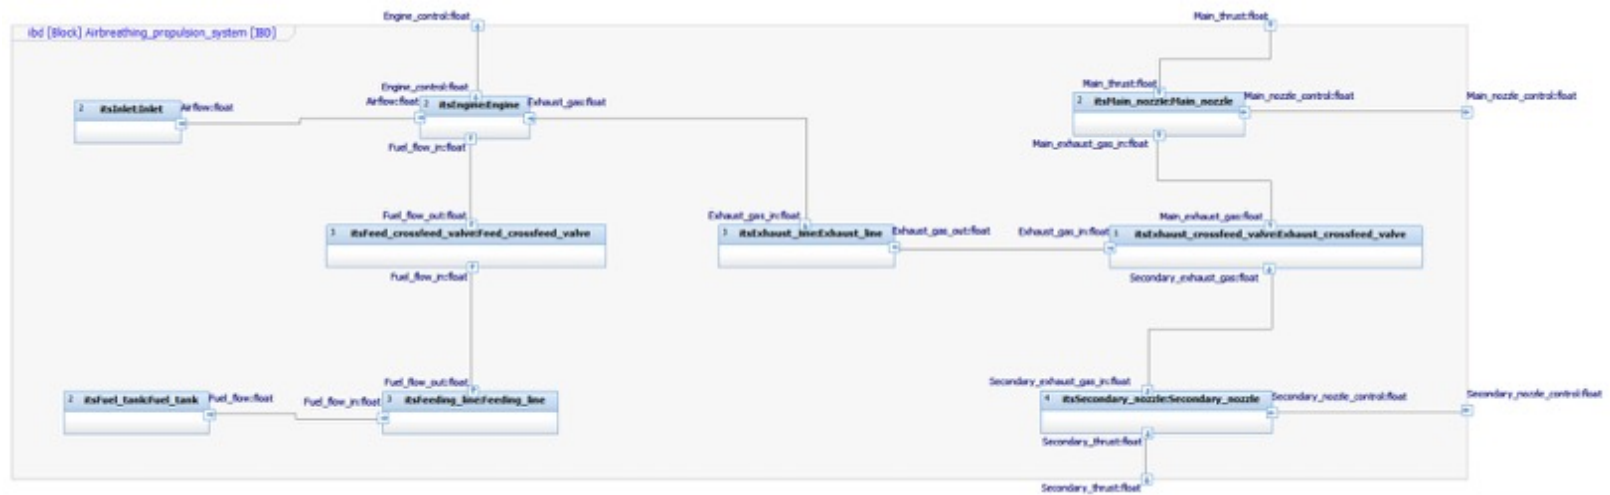 Engine_control:float
Main_thrust:float
ibd [Block] Airbreathing_propulsion_system [IBD]
Engine_control:float
Main_thrust:float
2 itsInlet:Inlet
Airflow:float
Airflow:float
2 itsEngine:Engine
Exhaust_gas:float
2 itsMain_nozzle:Main_nozzle
Main_nozzle_control:float
Main_nozzle_control:float
Fuel_flow_in:float
Main_exhaust_gas_in:float
Fuel_flow_out:float
Exhaust_gas_in:float
Main_exhaust_gas:float
3 itsFeed_crossfeed_valve:Feed_crossfeed_valve
3 itsExhaust_line:Exhaust_line
Exhaust_gas_out:float
Exhaust_gas_in:float
1 itsExhaust_crossfeed_valve:Exhaust_crossfeed_valve
Fuel_flow_in:float
Secondary_exhaust_gas:float
Fuel_flow_out:float
Secondary_exhaust_gas_in:float
2 itsFuel_tank:Fuel_tank
Fuel_flow:float
Fuel_flow_in:float
3 itsFeeding_line:Feeding_line
4 itsSecondary_nozzle:Secondary_nozzle
Secondary_nozzle_control:float
Secondary_nozzle_control:float
Secondary_thrust:float
Secondary_thrust:float